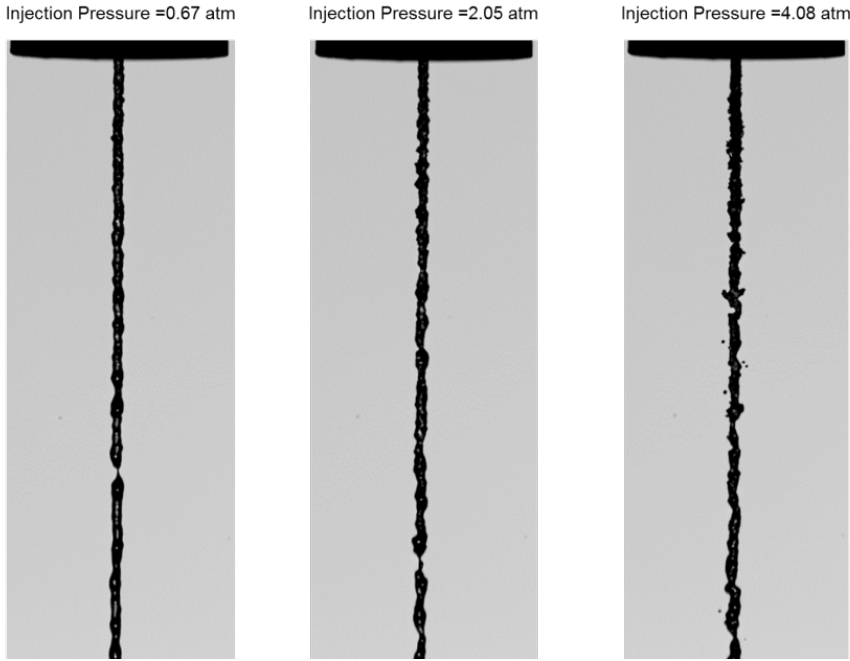 Injection Pressure =0.67 atm
Injection Pressure =2.05 atm
Injection Pressure =4.08 atm